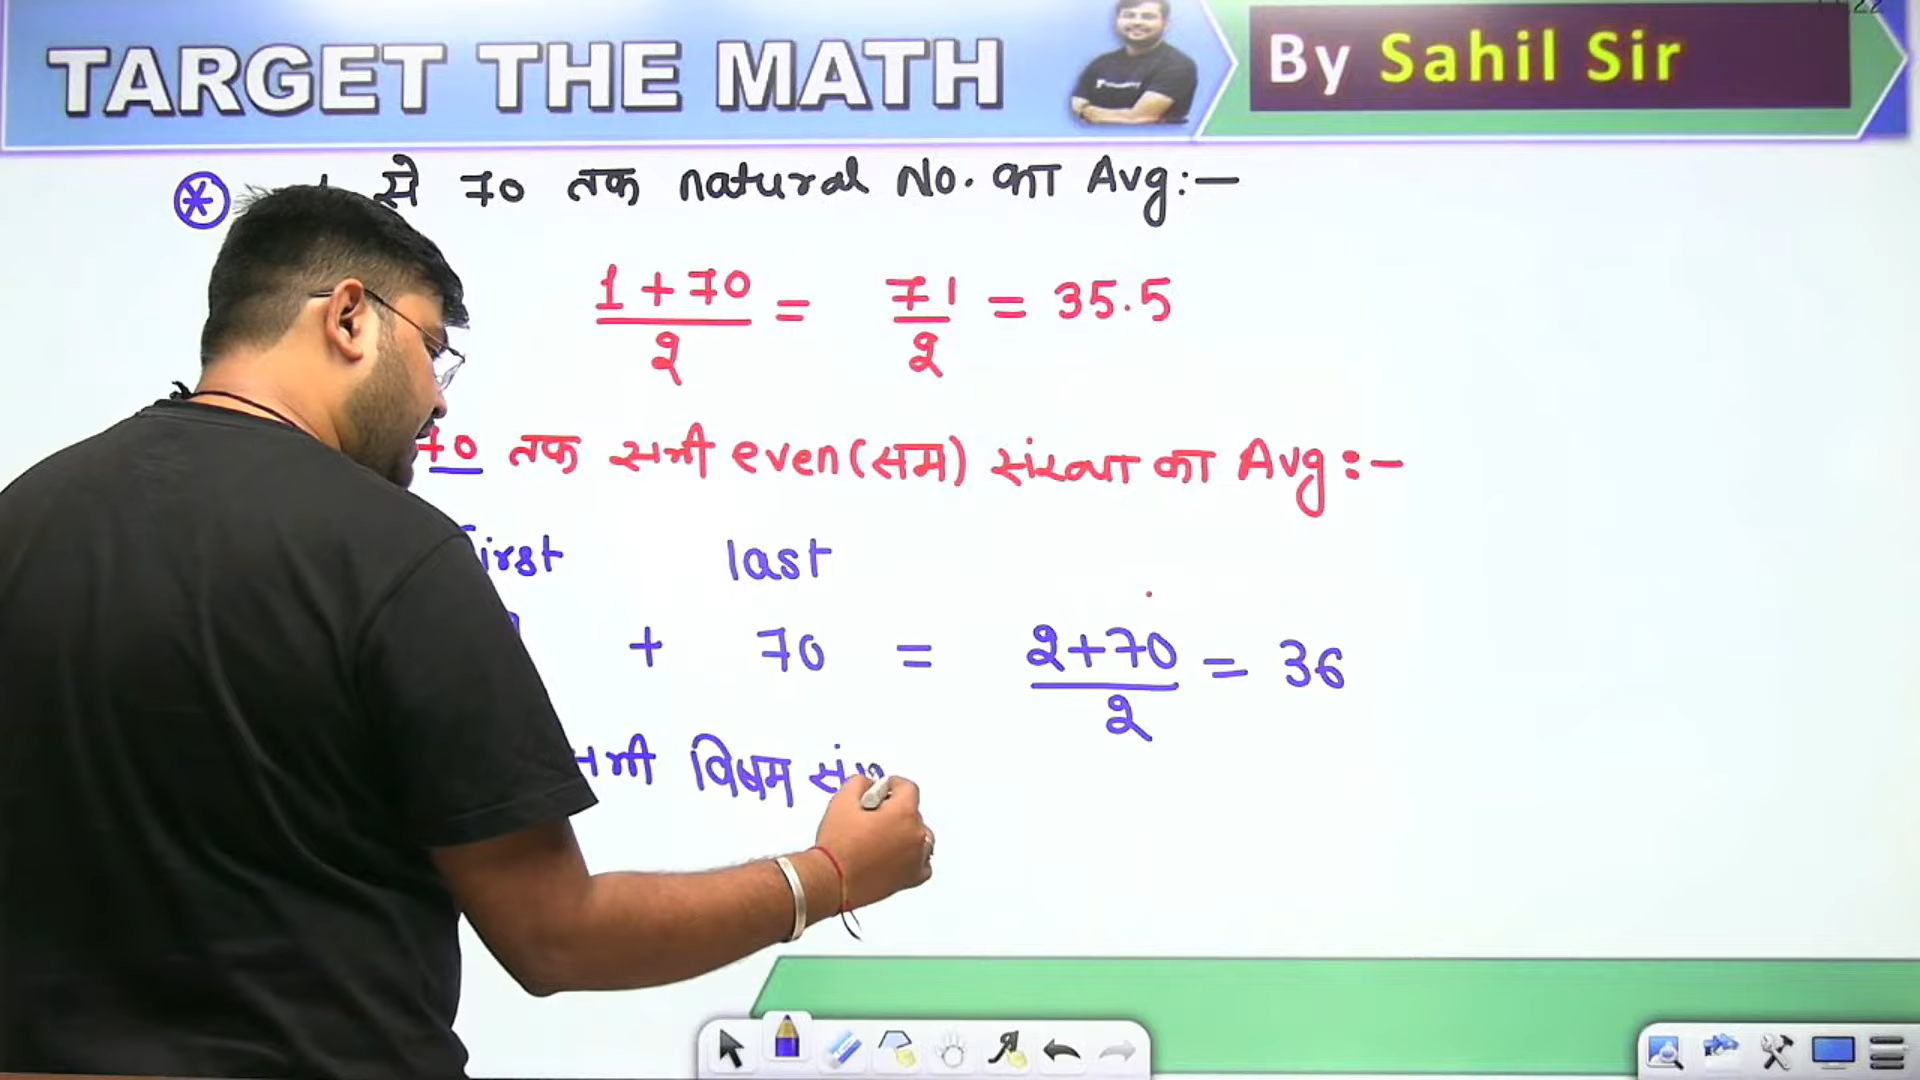 TARGET THE MATH
By Sahil Sir
से 70 तक natural No. का Avg:-
1+70 = 71 = 35.5
2 2
70 तक सभी even(सम) संख्या का Avg:-
irst last
+ 70 = 2+70 = 36
2
सभी विषम